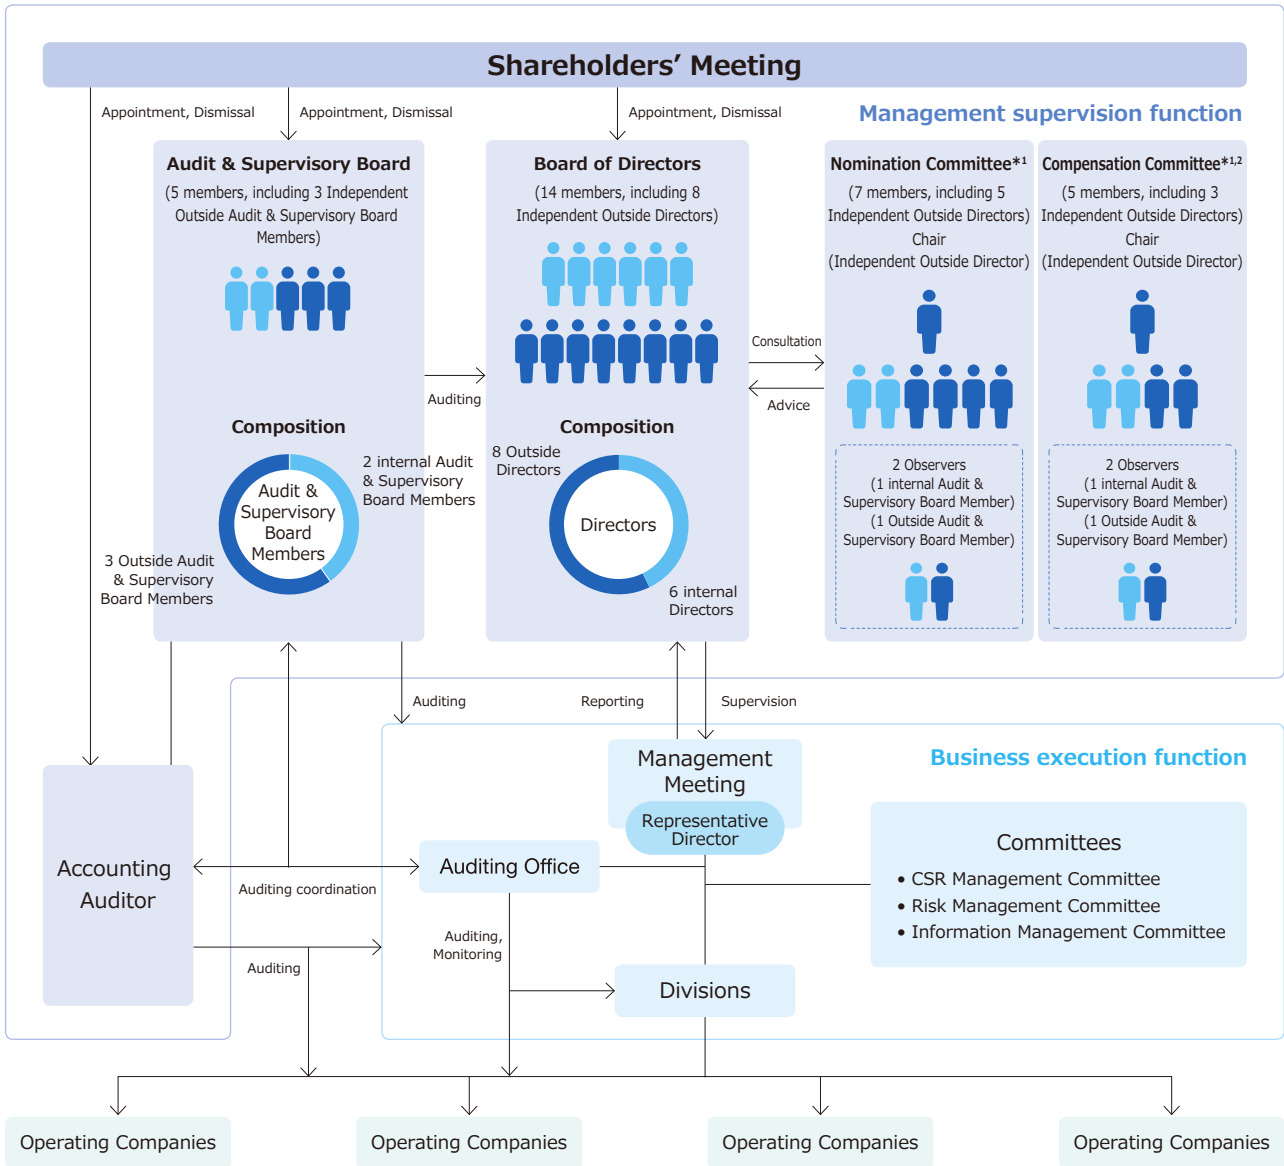 Shareholders' Meeting
Appointment, Dismissal
Appointment, Dismissal
Appointment, Dismissal
Management supervision function
Audit & Supervisory Board
(5 members, including 3 Independent
Outside Audit & Supervisory Board
Members)
Composition
Audit &
Supervisory
Board
Members
2 internal Audit
& Supervisory
Board Members
3 Outside Audit
& Supervisory
Board Members
Auditing
Board of Directors
(14 members, including 8
Independent Outside Directors)
Composition
8 Outside
Directors
Directors
6 internal
Directors
Consultation
Advice
Nomination Committee*1
(7 members, including 5
Independent Outside Directors)
Chair
(Independent Outside Director)
2 Observers
(1 internal Audit &
Supervisory Board Member)
(1 Outside Audit &
Supervisory Board Member)
Compensation Committee*1,2
(5 members, including 3
Independent Outside Directors)
Chair
(Independent Outside Director)
2 Observers
(1 internal Audit &
Supervisory Board Member)
(1 Outside Audit &
Supervisory Board Member)
Auditing
Reporting
Supervision
Business execution function
Management
Meeting
Representative
Director
Accounting
Auditor
Auditing coordination
Auditing Office
Committees
• CSR Management Committee
• Risk Management Committee
• Information Management Committee
Auditing
Auditing,
Monitoring
Divisions
Operating Companies
Operating Companies
Operating Companies
Operating Companies